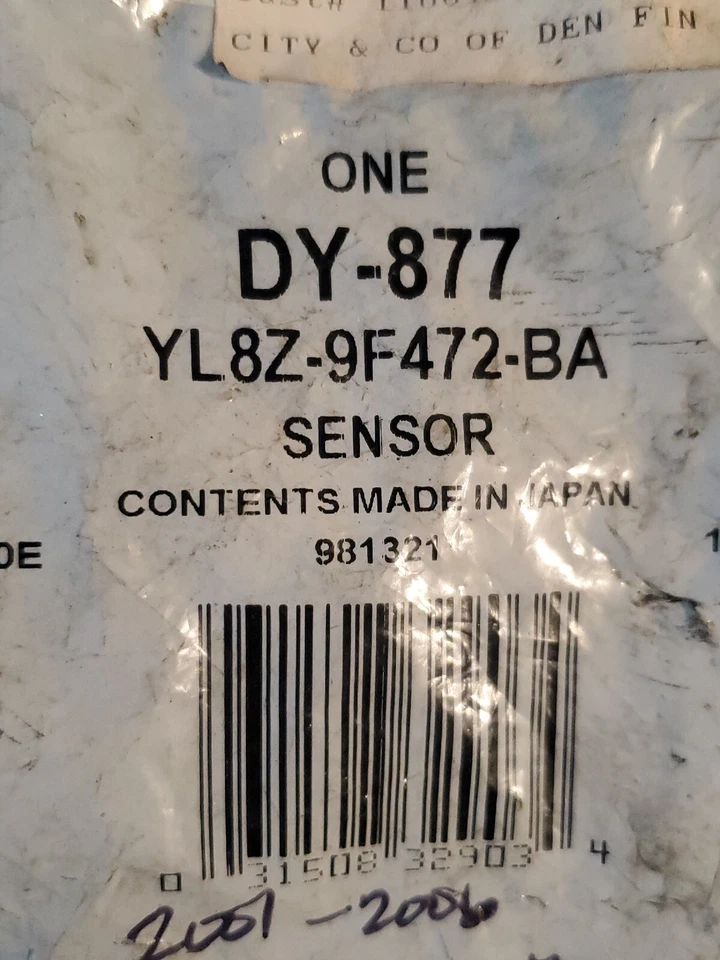 CITY & CO OF DEN FIN
ONE
DY-877
YL8Z-9F472-BA
SENSOR
CONTENTS MADE IN JAPAN
981321
0 31508 32903 4
2001 - 2006